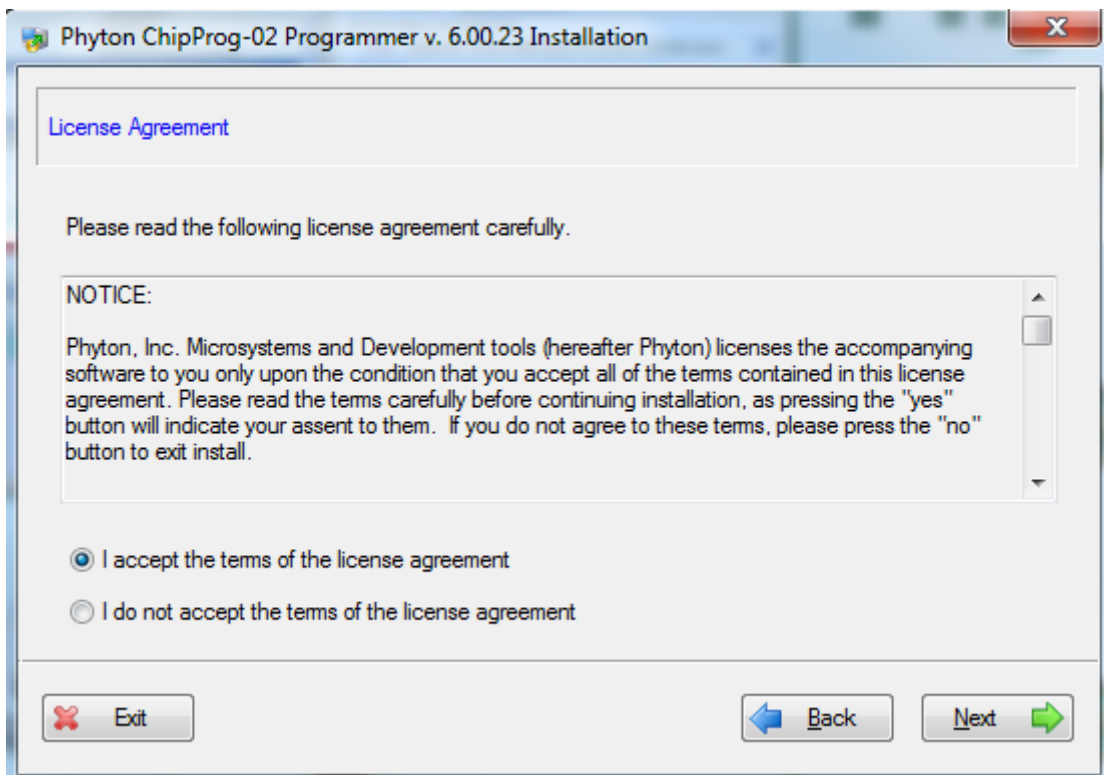 Phyton ChipProg-02 Programmer v. 6.00.23 Installation
License Agreement
Please read the following license agreement carefully.
NOTICE:
Phyton, Inc. Microsystems and Development tools (hereafter Phyton) licenses the accompanying
software to you only upon the condition that you accept all of the terms contained in this license
agreement. Please read the terms carefully before continuing installation, as pressing the "yes"
button will indicate your assent to them.  If you do not agree to these terms, please press the "no"
button to exit install.
I accept the terms of the license agreement
I do not accept the terms of the license agreement
Exit
Back
Next